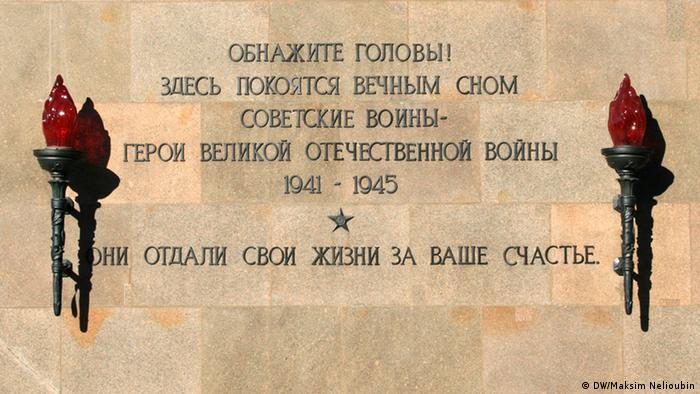 ОБНАЖИТЕ ГОЛОВЫ!
ЗДЕСЬ ПОКОЯТСЯ ВЕЧНЫМ СНОМ
СОВЕТСКИЕ ВОИНЫ-
ГЕРОИ ВЕЛИКОЙ ОТЕЧЕСТВЕННОЙ ВОЙНЫ
1941 - 1945
ОНИ ОТДАЛИ СВОИ ЖИЗНИ ЗА ВАШЕ СЧАСТЬЕ.
© DW/Maksim Nelioubin